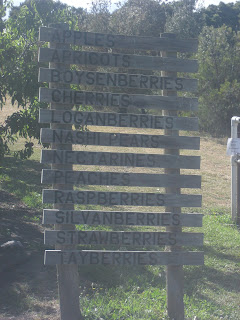 APPLES
APRICOTS
BOYSENBERRIES
CHERRIES
LOGANBERRIES
NASHI PEARS
NECTARINES
PEACHES
RASPBERRIES
SILVANBERRIES
STRAWBERRIES
TAYBERRIES